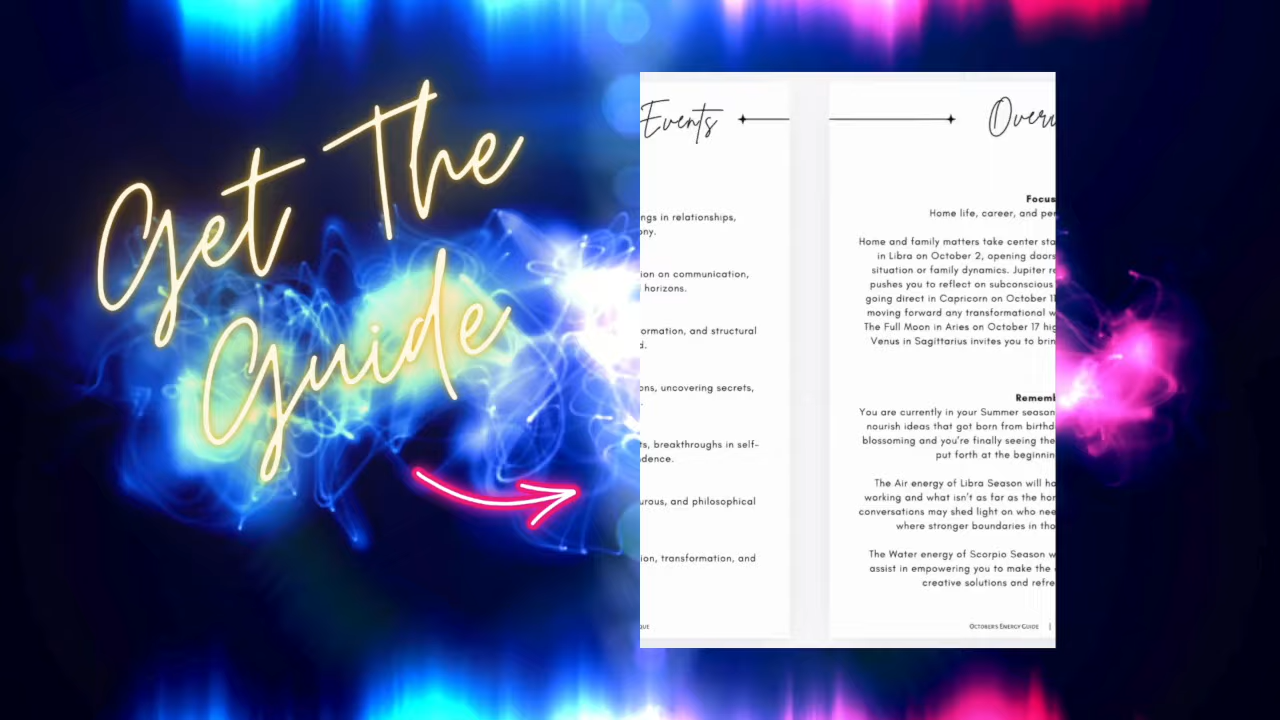 Get The
Guide
Events
ngs in relationships,
ony.
ion on communication,
horizons.
ormation, and structural
d.
ons, uncovering secrets,
ts, breakthroughs in self-
dence.
urous, and philosophical
ion, transformation, and
QUE
Overv
Focus
Home life, career, and per
Home and family matters take center sta
in Libra on October 2, opening doors
situation or family dynamics. Jupiter re
pushes you to reflect on subconscious
going direct in Capricorn on October 11
moving forward any transformational w
The Full Moon in Aries on October 17 hig
Venus in Sagittarius invites you to brin
Rememb
You are currently in your Summer season
nourish ideas that got born from birthd
blossoming and you're finally seeing the
put forth at the beginnin
The Air energy of Libra Season will ha
working and what isn't as far as the hor
conversations may shed light on who nee
where stronger boundaries in tho
The Water energy of Scorpio Season w
assist in empowering you to make the
creative solutions and refre
October's Energy Guide |